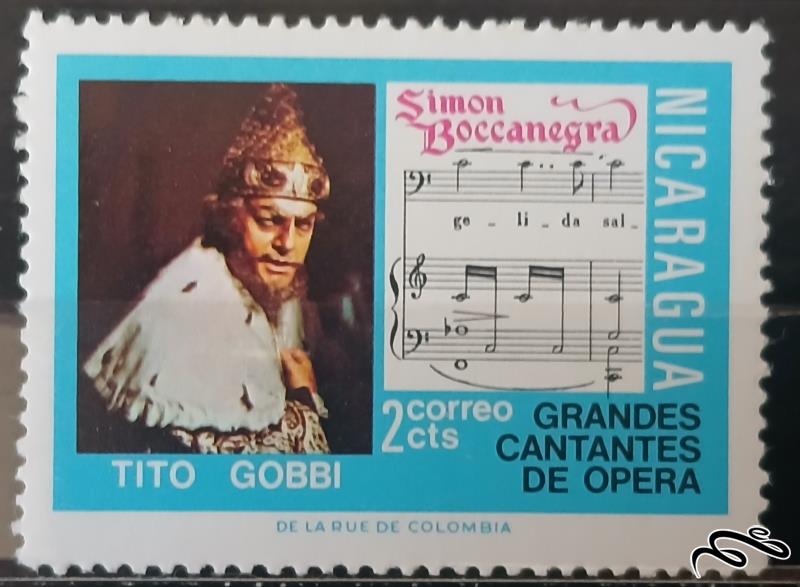 Simon
Boccanegra
ge - li - da sal -
NICARAGUA
2 correo
cts
GRANDES
CANTANTES
DE OPERA
TITO GOBBI
DE LA RUE DE COLOMBIA